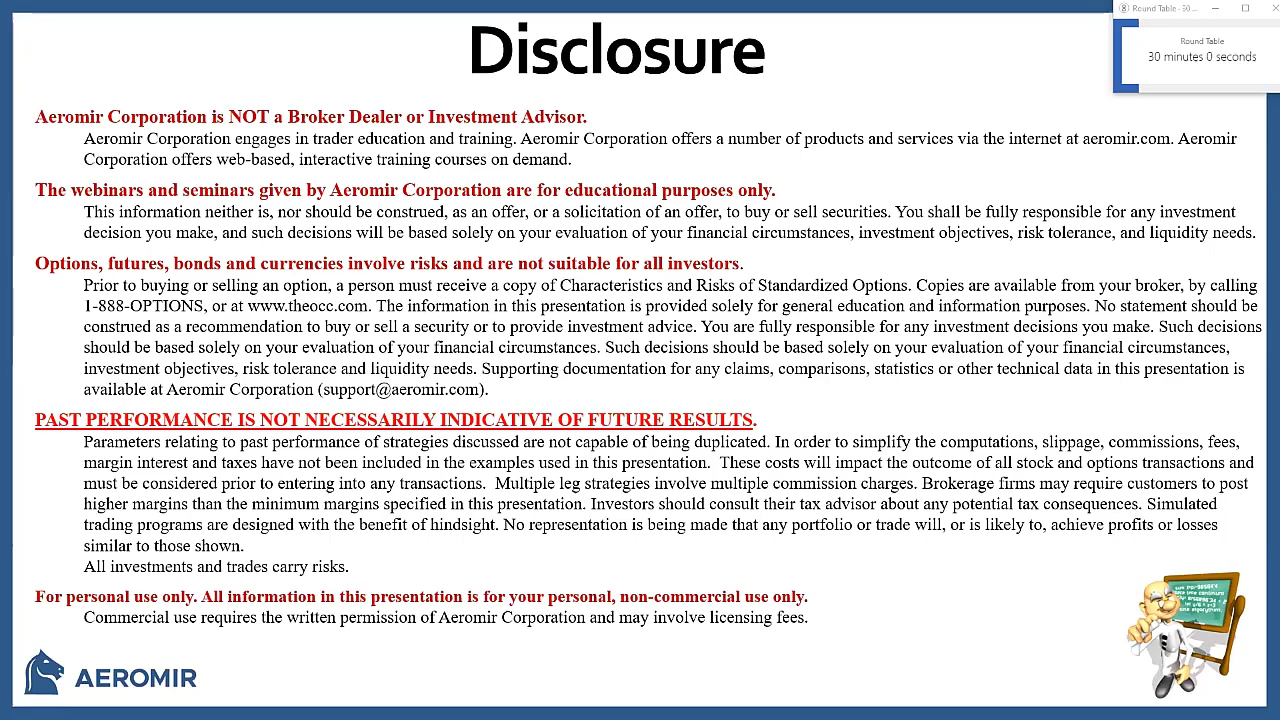 Round Table - 30 ...
Round Table
30 minutes 0 seconds
Disclosure
Aeromir Corporation is NOT a Broker Dealer or Investment Advisor.
Aeromir Corporation engages in trader education and training. Aeromir Corporation offers a number of products and services via the internet at aeromir.com. Aeromir
Corporation offers web-based, interactive training courses on demand.
The webinars and seminars given by Aeromir Corporation are for educational purposes only.
This information neither is, nor should be construed, as an offer, or a solicitation of an offer, to buy or sell securities. You shall be fully responsible for any investment
decision you make, and such decisions will be based solely on your evaluation of your financial circumstances, investment objectives, risk tolerance, and liquidity needs.
Options, futures, bonds and currencies involve risks and are not suitable for all investors.
Prior to buying or selling an option, a person must receive a copy of Characteristics and Risks of Standardized Options. Copies are available from your broker, by calling
1-888-OPTIONS, or at www.theocc.com. The information in this presentation is provided solely for general education and information purposes. No statement should be
construed as a recommendation to buy or sell a security or to provide investment advice. You are fully responsible for any investment decisions you make. Such decisions
should be based solely on your evaluation of your financial circumstances. Such decisions should be based solely on your evaluation of your financial circumstances,
investment objectives, risk tolerance and liquidity needs. Supporting documentation for any claims, comparisons, statistics or other technical data in this presentation is
available at Aeromir Corporation (support@aeromir.com).
PAST PERFORMANCE IS NOT NECESSARILY INDICATIVE OF FUTURE RESULTS.
Parameters relating to past performance of strategies discussed are not capable of being duplicated. In order to simplify the computations, slippage, commissions, fees,
margin interest and taxes have not been included in the examples used in this presentation. These costs will impact the outcome of all stock and options transactions and
must be considered prior to entering into any transactions. Multiple leg strategies involve multiple commission charges. Brokerage firms may require customers to post
higher margins than the minimum margins specified in this presentation. Investors should consult their tax advisor about any potential tax consequences. Simulated
trading programs are designed with the benefit of hindsight. No representation is being made that any portfolio or trade will, or is likely to, achieve profits or losses
similar to those shown.
All investments and trades carry risks.
For personal use only. All information in this presentation is for your personal, non-commercial use only.
Commercial use requires the written permission of Aeromir Corporation and may involve licensing fees.
AEROMIR